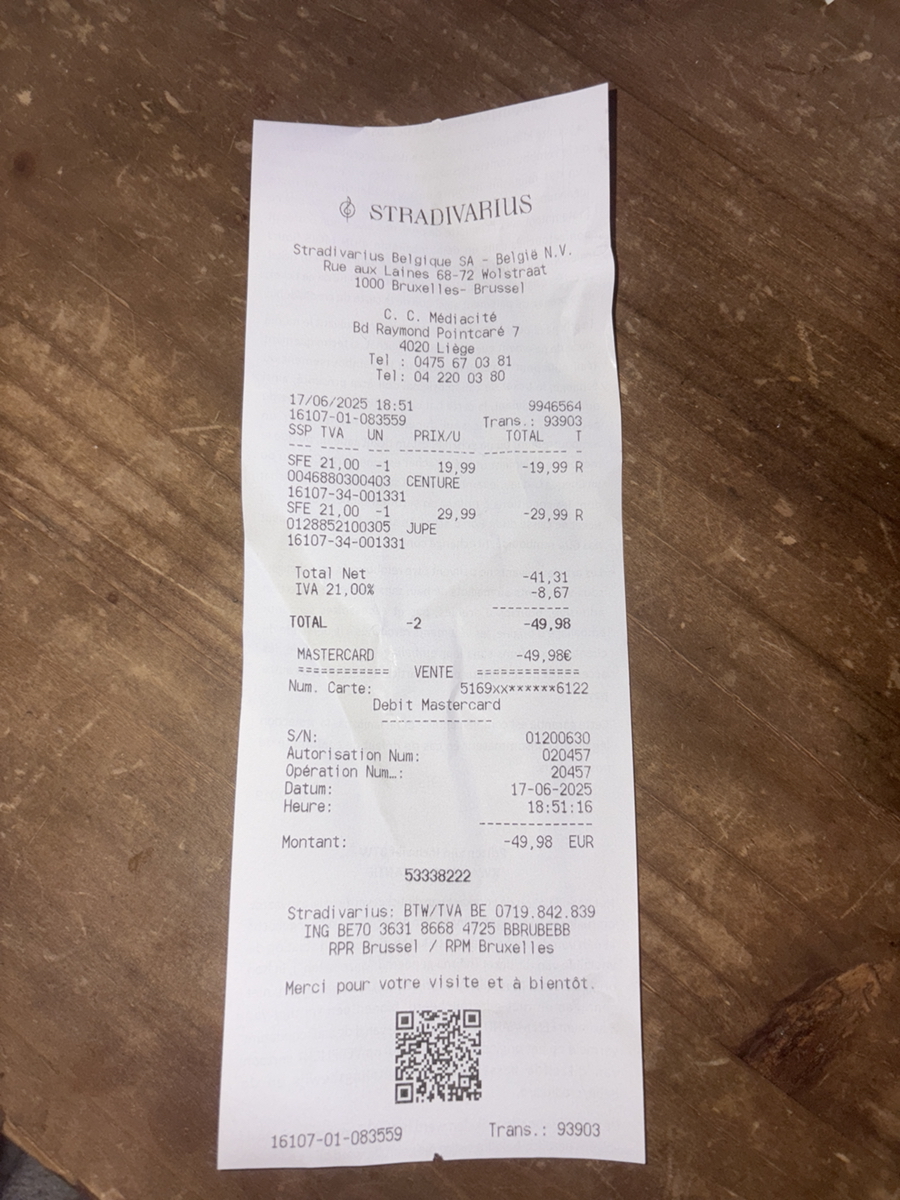 STRADIVARIUS
Stradivarius Belgique SA - België N.V.
Rue aux Laines 68-72 Wolstraat
1000 Bruxelles- Brussel
C. C. Médiacité
Bd Raymond Pointcaré 7
4020 Liège
Tel : 0475 67 03 81
Tel: 04 220 03 80
17/06/2025 18:51 9946564
16107-01-083559 Trans.: 93903
SSP TVA UN PRIX/U TOTAL T
--- ----- --- ---------- ----------- -
SFE 21,00 -1 19,99 -19,99 R
0046880300403 CENTURE
16107-34-001331
SFE 21,00 -1 29,99 -29,99 R
0128852100305 JUPE
16107-34-001331
Total Net -41,31
IVA 21,00% -8,67
----------
TOTAL -2 -49,98
MASTERCARD -49,98€
============ VENTE =============
Num. Carte: 5169xx******6122
Debit Mastercard
--------------
S/N: 01200630
Autorisation Num: 020457
Opération Num…: 20457
Datum: 17-06-2025
Heure: 18:51:16
--------------
Montant: -49,98 EUR
53338222
Stradivarius: BTW/TVA BE 0719.842.839
ING BE70 3631 8668 4725 BBRUBEBB
RPR Brussel / RPM Bruxelles
Merci pour votre visite et à bientôt.
16107-01-083559 Trans.: 93903